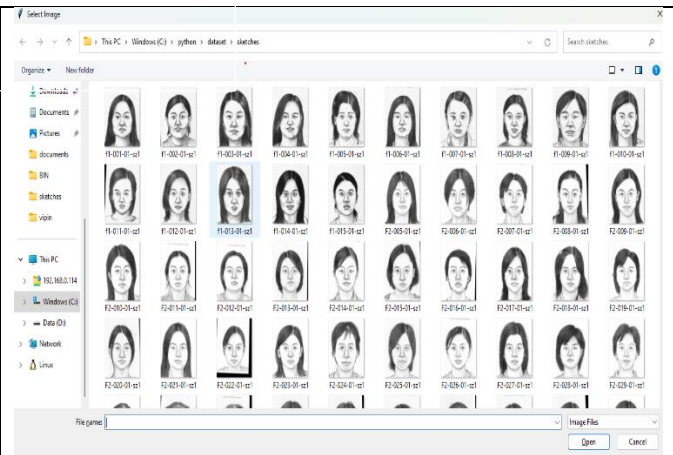 Select Image
X
This PC > Windows (C:) > python > dataset > sketches
Search sketches
Organize
New folder
Downloads
Documents
Pictures
documents
BIN
sketches
vipin
This PC
192.168.0.114
Windows (C:)
Data (D:)
Network
Linux
f1-001-01-sz1 f1-002-01-sz1 f1-003-01-sz1 f1-004-01-sz1 f1-005-01-sz1 f1-006-01-sz1 f1-007-01-sz1 f1-008-01-sz1 f1-009-01-sz1 f1-010-01-sz1
f1-011-01-sz1 f1-012-01-sz1 f1-013-01-sz1 f1-014-01-sz1 f1-015-01-sz1 F2-005-01-sz1 F2-006-01-sz1 F2-007-01-sz1 F2-008-01-sz1 F2-009-01-sz1
F2-010-01-sz1 F2-011-01-sz1 F2-012-01-sz1 F2-013-01-sz1 F2-014-01-sz1 F2-015-01-sz1 F2-016-01-sz1 F2-017-01-sz1 F2-018-01-sz1 F2-019-01-sz1
F2-020-01-sz1 F2-021-01-sz1 F2-022-01-sz1 F2-023-01-sz1 F2-024-01-sz1 F2-025-01-sz1 F2-026-01-sz1 F2-027-01-sz1 F2-028-01-sz1 F2-029-01-sz1
File name:
Image Files
Open
Cancel